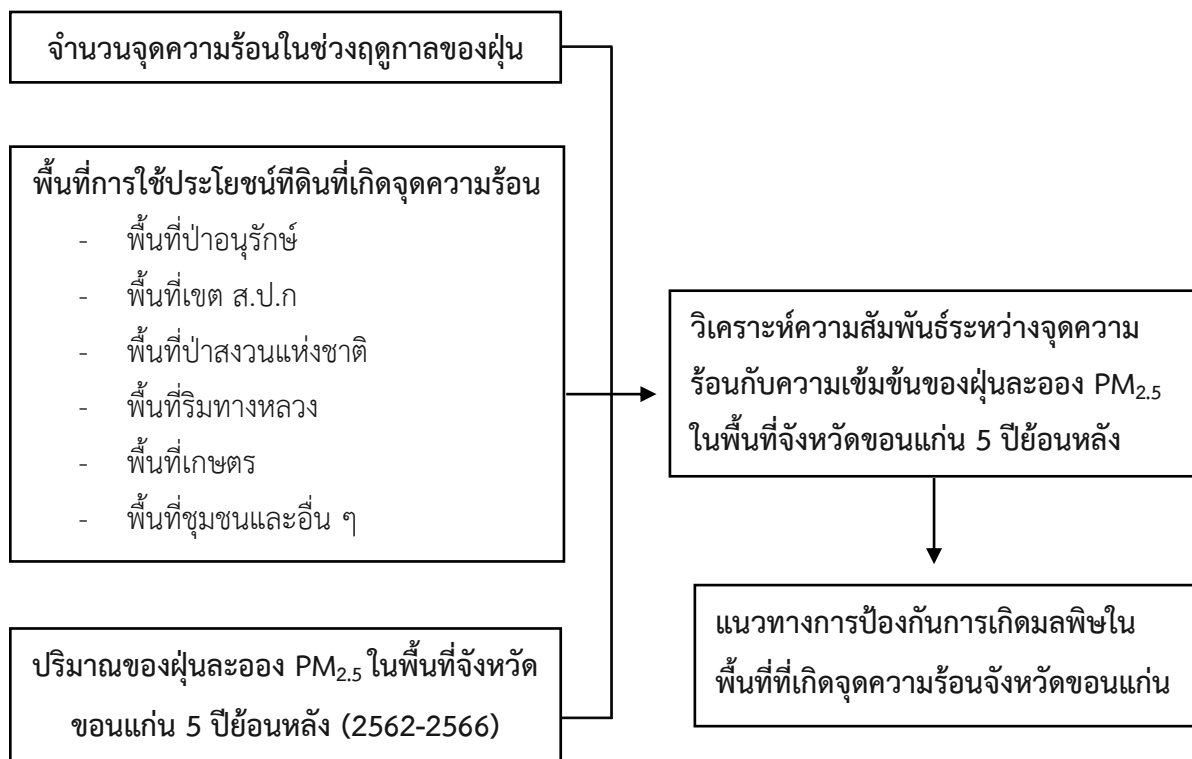 จำนวนจุดความร้อนในช่วงฤดูกาลของฝุ่น
พื้นที่การใช้ประโยชน์ทีดินที่เกิดจุดความร้อน
- พื้นที่ป่าอนุรักษ์
- พื้นที่เขต ส.ป.ก
- พื้นที่ป่าสงวนแห่งชาติ
- พื้นที่ริมทางหลวง
- พื้นที่เกษตร
- พื้นที่ชุมชนและอื่น ๆ
ปริมาณของฝุ่นละออง PM2.5 ในพื้นที่จังหวัด
ขอนแก่น 5 ปีย้อนหลัง (2562-2566)
วิเคราะห์ความสัมพันธ์ระหว่างจุดความ
ร้อนกับความเข้มข้นของฝุ่นละออง PM2.5
ในพื้นที่จังหวัดขอนแก่น 5 ปีย้อนหลัง
แนวทางการป้องกันการเกิดมลพิษใน
พื้นที่ที่เกิดจุดความร้อนจังหวัดขอนแก่น